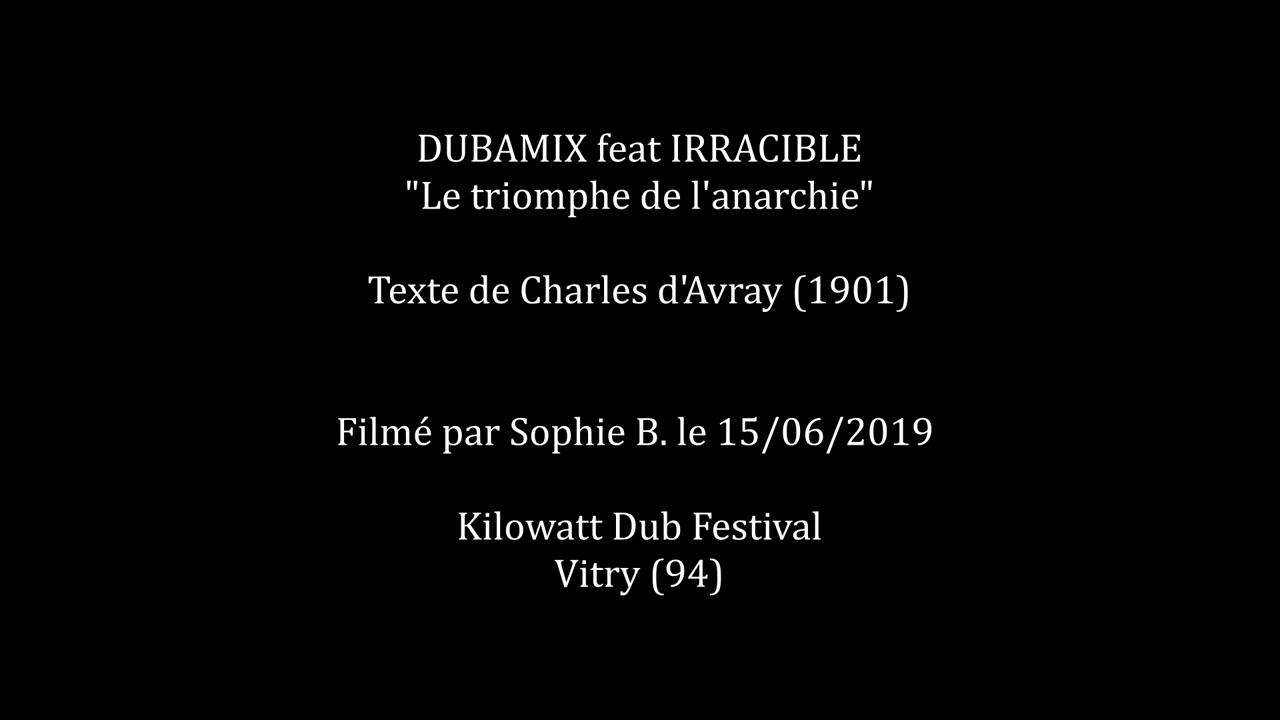 DUBAMIX feat IRRACIBLE
"Le triomphe de l'anarchie"
Texte de Charles d'Avray (1901)
Filmé par Sophie B. le 15/06/2019
Kilowatt Dub Festival
Vitry (94)